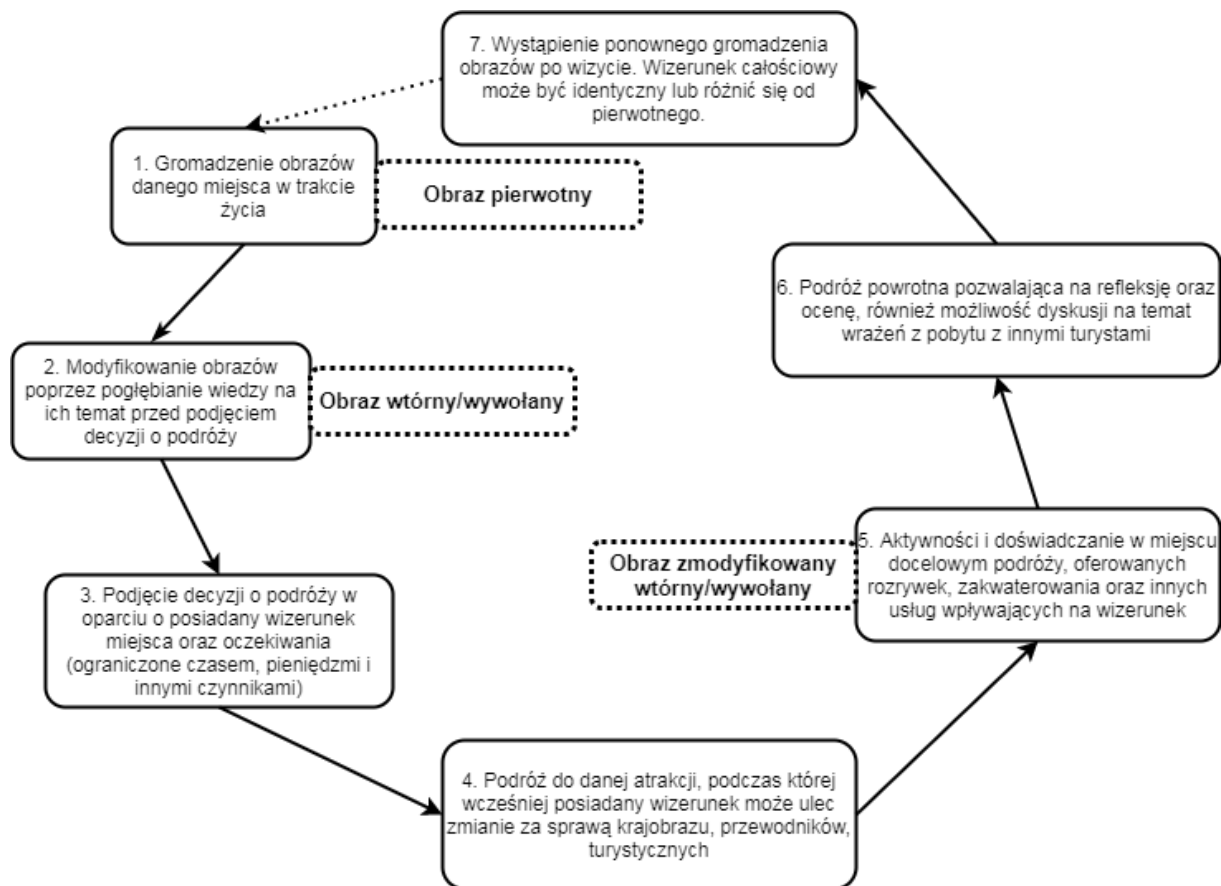 7. Wystąpienie ponownego gromadzenia
obrazów po wizycie. Wizerunek całościowy
może być identyczny lub różnić się od
pierwotnego.
1. Gromadzenie obrazów
danego miejsca w trakcie
życia
Obraz pierwotny
2. Modyfikowanie obrazów
poprzez pogłębianie wiedzy na
ich temat przed podjęciem
decyzji o podróży
Obraz wtórny/wywołany
3. Podjęcie decyzji o podróży w
oparciu o posiadany wizerunek
miejsca oraz oczekiwania
(ograniczone czasem, pieniędzmi i
innymi czynnikami)
4. Podróż do danej atrakcji, podczas której
wcześniej posiadany wizerunek może ulec
zmianie za sprawą krajobrazu, przewodników,
turystycznych
5. Aktywności i doświadczanie w miejscu
docelowym podróży, oferowanych
rozrywek, zakwaterowania oraz innych
usług wpływających na wizerunek
Obraz zmodyfikowany
wtórny/wywołany
6. Podróż powrotna pozwalająca na refleksję oraz
ocenę, również możliwość dyskusji na temat
wrażeń z pobytu z innymi turystami